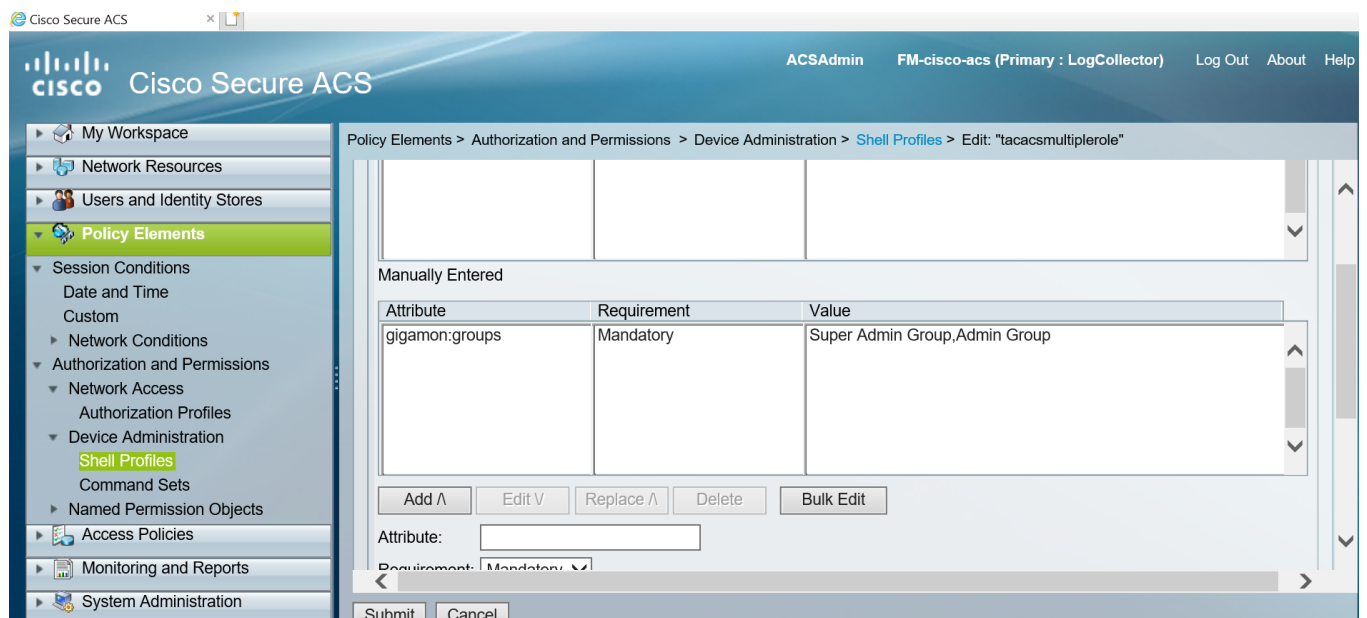 Cisco Secure ACS
×
CISCO Cisco Secure ACS
ACSAdmin FM-cisco-acs (Primary : LogCollector) Log Out About Help
My Workspace
Network Resources
Users and Identity Stores
Policy Elements
Session Conditions
Date and Time
Custom
Network Conditions
Authorization and Permissions
Network Access
Authorization Profiles
Device Administration
Shell Profiles
Command Sets
Named Permission Objects
Access Policies
Monitoring and Reports
System Administration
Policy Elements > Authorization and Permissions > Device Administration > Shell Profiles > Edit: "tacacsmultiplerole"
Manually Entered
Attribute Requirement Value
gigamon:groups Mandatory Super Admin Group,Admin Group
Add /\ Edit \/ Replace /\ Delete Bulk Edit
Attribute:
Requirement: Mandatory
Submit Cancel